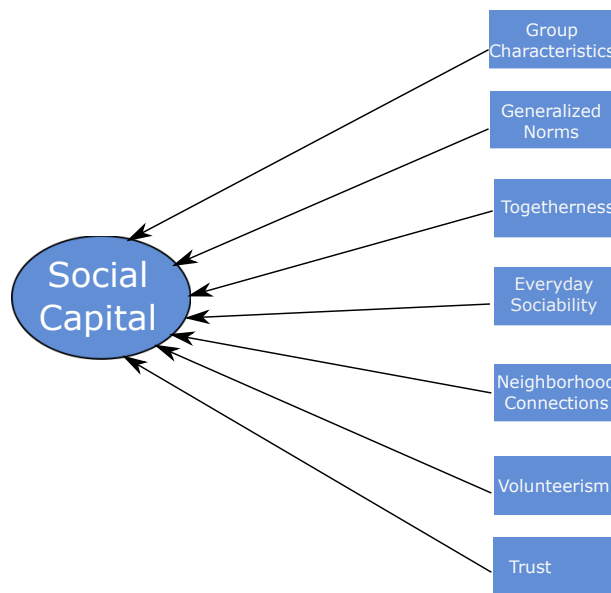 Group
Characteristics
Generalized
Norms
Togetherness
Social
Capital
Everyday
Sociability
Neighborhood
Connections
Volunteerism
Trust